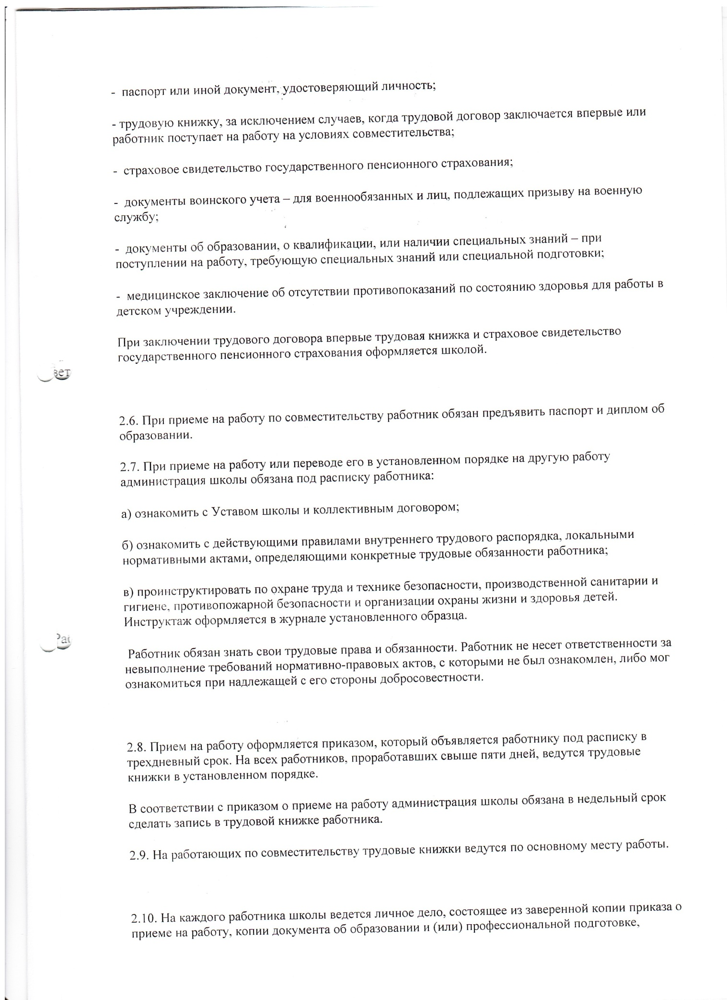 - паспорт или иной документ, удостоверяющий личность;
- трудовую книжку, за исключением случаев, когда трудовой договор заключается впервые или
работник поступает на работу на условиях совместительства;
- страховое свидетельство государственного пенсионного страхования;
- документы воинского учета – для военнообязанных и лиц, подлежащих призыву на военную
службу;
- документы об образовании, о квалификации, или наличии специальных знаний – при
поступлении на работу, требующую специальных знаний или специальной подготовки;
- медицинское заключение об отсутствии противопоказаний по состоянию здоровья для работы в
детском учреждении.
При заключении трудового договора впервые трудовая книжка и страховое свидетельство
государственного пенсионного страхования оформляется школой.
вет
2.6. При приеме на работу по совместительству работник обязан предъявить паспорт и диплом об
образовании.
2.7. При приеме на работу или переводе его в установленном порядке на другую работу
администрация школы обязана под расписку работника:
а) ознакомить с Уставом школы и коллективным договором;
б) ознакомить с действующими правилами внутреннего трудового распорядка, локальными
нормативными актами, определяющими конкретные трудовые обязанности работника;
в) проинструктировать по охране труда и технике безопасности, производственной санитарии и
гигиене, противопожарной безопасности и организации охраны жизни и здоровья детей.
Инструктаж оформляется в журнале установленного образца.
Работник обязан знать свои трудовые права и обязанности. Работник не несет ответственности за
невыполнение требований нормативно-правовых актов, с которыми не был ознакомлен, либо мог
ознакомиться при надлежащей с его стороны добросовестности.
2.8. Прием на работу оформляется приказом, который объявляется работнику под расписку в
трехдневный срок. На всех работников, проработавших свыше пяти дней, ведутся трудовые
книжки в установленном порядке.
В соответствии с приказом о приеме на работу администрация школы обязана в недельный срок
сделать запись в трудовой книжке работника.
2.9. На работающих по совместительству трудовые книжки ведутся по основному месту работы.
2.10. На каждого работника школы ведется личное дело, состоящее из заверенной копии приказа о
приеме на работу, копии документа об образовании и (или) профессиональной подготовке,